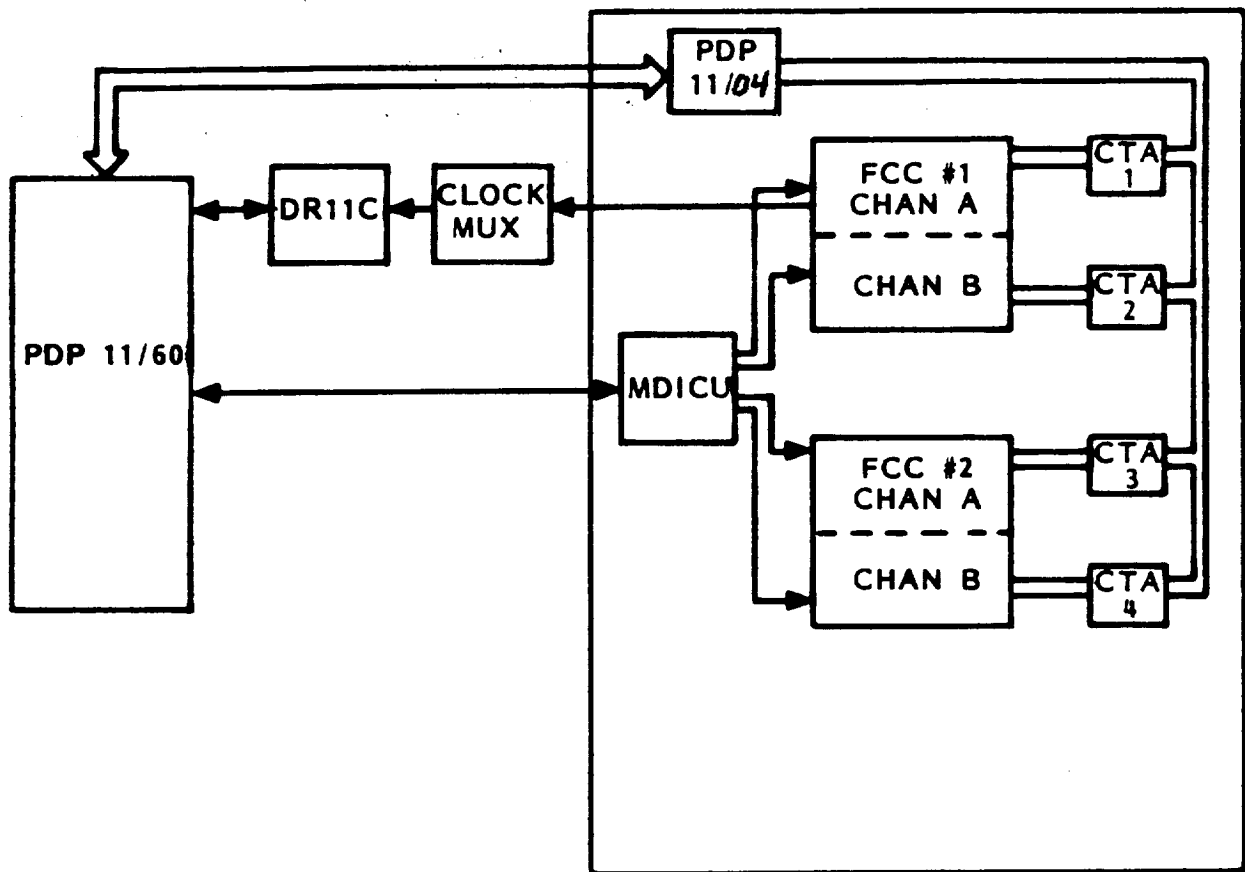 PDP
11/04
FCC #1
CHAN A
CHAN B
CTA
1
CTA
2
DR11C
CLOCK
MUX
PDP 11/60
MDICU
FCC #2
CHAN A
CHAN B
CTA
3
CTA
4